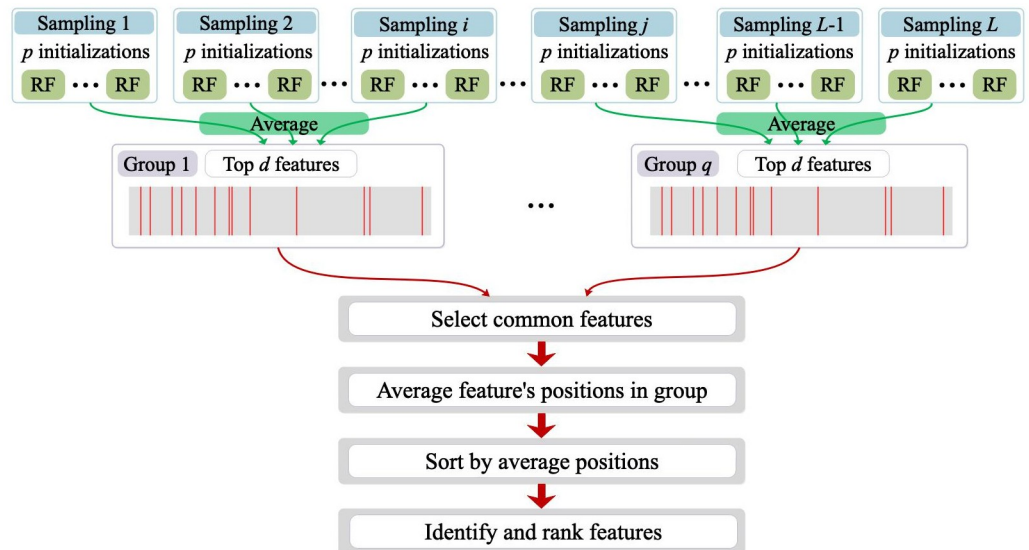 Sampling 1
Sampling 2
Sampling i
Sampling j
Sampling L-1
Sampling L
p initializations
p initializations
p initializations
p initializations
p initializations
p initializations
RF ... RF
RF ... RF
...
RF ... RF
...
RF ... RF
...
RF ... RF
RF ... RF
Average
Average
Group 1
Top d features
Group q
Top d features
...
Select common features
Average feature's positions in group
Sort by average positions
Identify and rank features